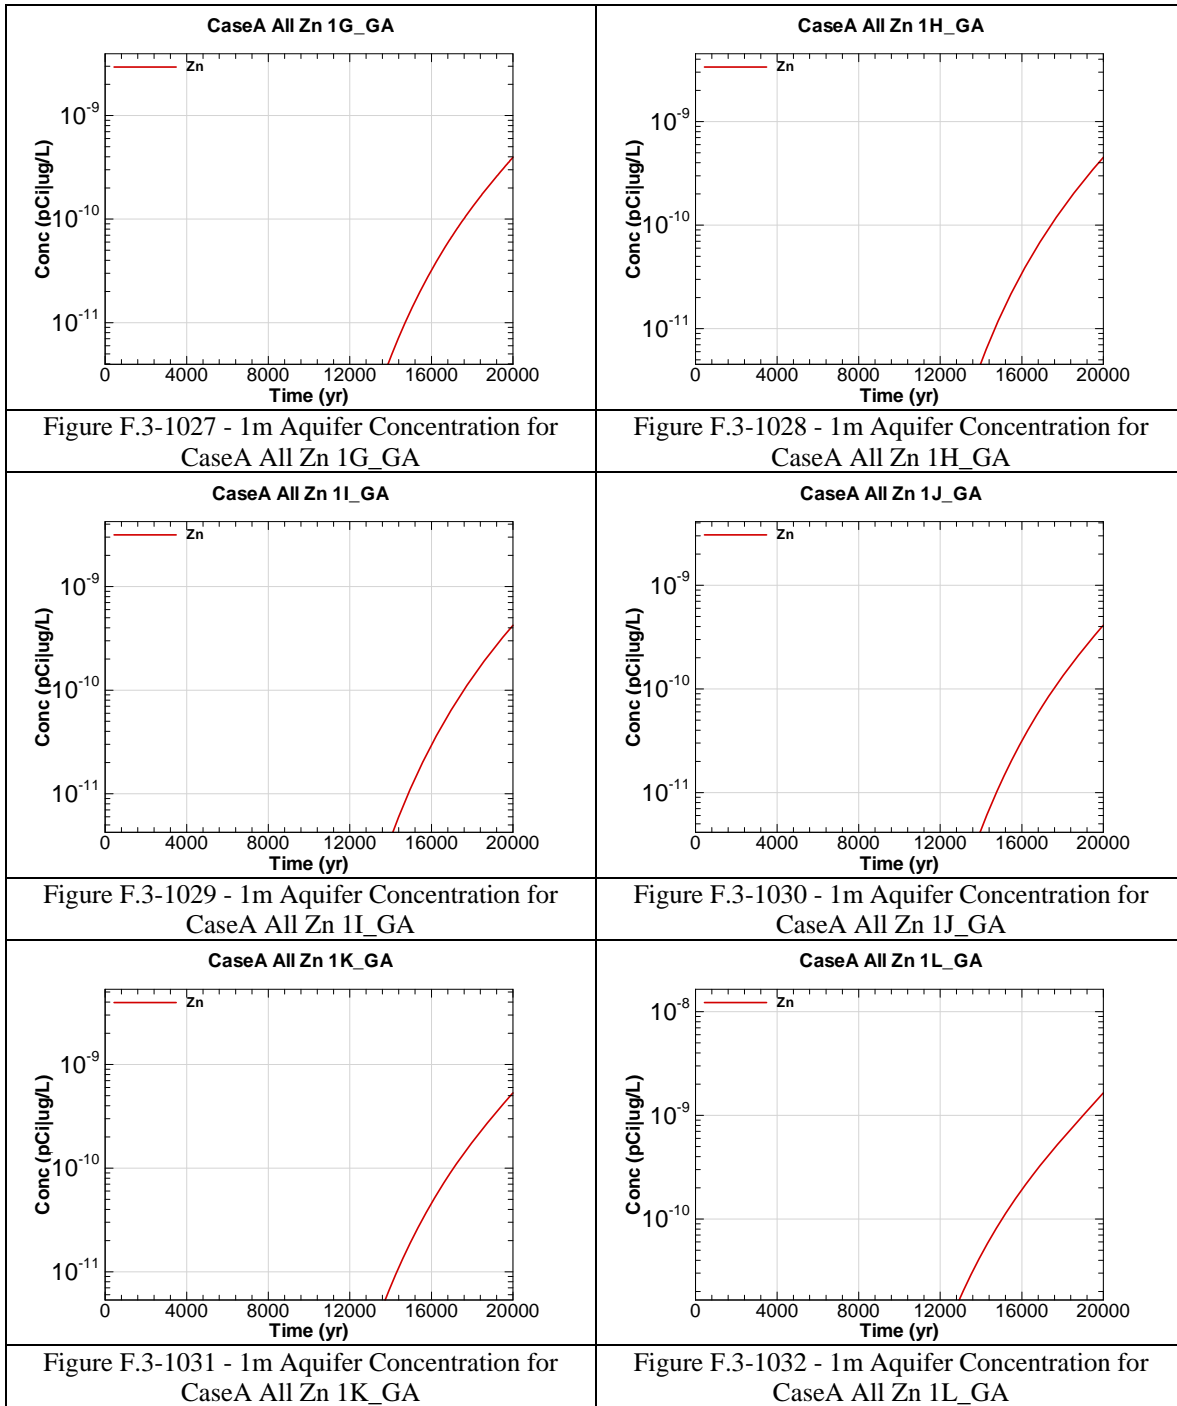 CaseA All Zn 1G_GA
Zn
10-9
10-10
10-11
Conc (pCi|ug/L)
0 4000 8000 12000 16000 20000
Time (yr)
Figure F.3-1027 - 1m Aquifer Concentration for
CaseA All Zn 1G_GA
CaseA All Zn 1H_GA
Zn
10-9
10-10
10-11
Conc (pCi|ug/L)
0 4000 8000 12000 16000 20000
Time (yr)
Figure F.3-1028 - 1m Aquifer Concentration for
CaseA All Zn 1H_GA
CaseA All Zn 1I_GA
Zn
10-9
10-10
10-11
Conc (pCi|ug/L)
0 4000 8000 12000 16000 20000
Time (yr)
Figure F.3-1029 - 1m Aquifer Concentration for
CaseA All Zn 1I_GA
CaseA All Zn 1J_GA
Zn
10-9
10-10
10-11
Conc (pCi|ug/L)
0 4000 8000 12000 16000 20000
Time (yr)
Figure F.3-1030 - 1m Aquifer Concentration for
CaseA All Zn 1J_GA
CaseA All Zn 1K_GA
Zn
10-9
10-10
10-11
Conc (pCi|ug/L)
0 4000 8000 12000 16000 20000
Time (yr)
Figure F.3-1031 - 1m Aquifer Concentration for
CaseA All Zn 1K_GA
CaseA All Zn 1L_GA
Zn
10-8
10-9
10-10
Conc (pCi|ug/L)
0 4000 8000 12000 16000 20000
Time (yr)
Figure F.3-1032 - 1m Aquifer Concentration for
CaseA All Zn 1L_GA